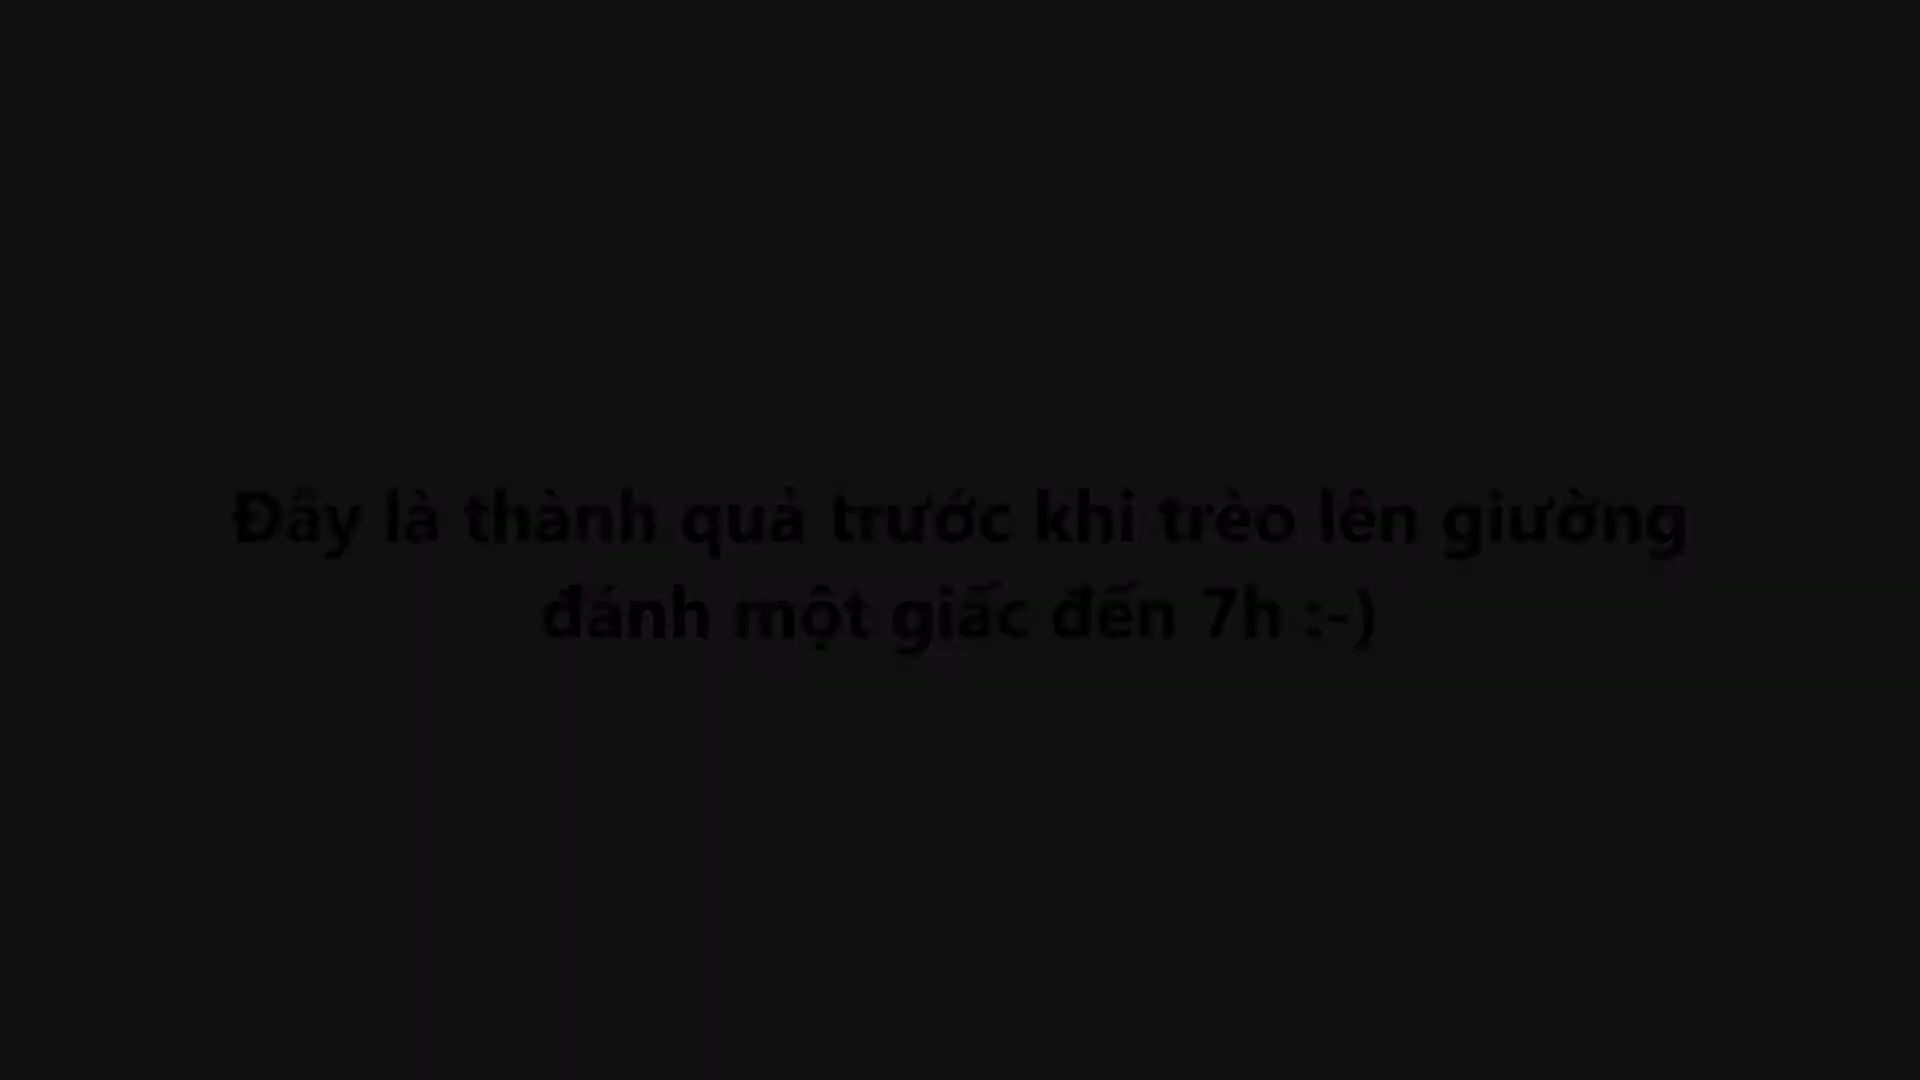 Đây là thành quả trước khi trèo lên giường
đánh một giấc đến 7h :-)